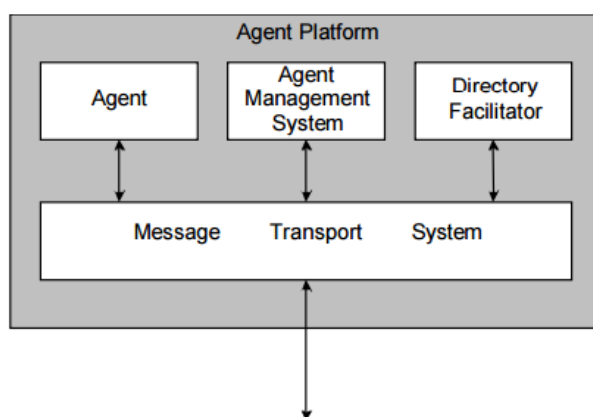 Agent Platform
Agent
Agent
Management
System
Directory
Facilitator
Message Transport System